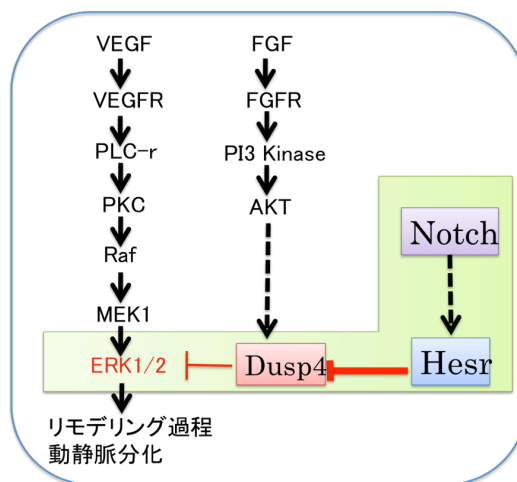 VEGF
VEGFR
PLC-r
PKC
Raf
MEK1
ERK1/2
リモデリング過程
動静脈分化
FGF
FGFR
PI3 Kinase
AKT
Dusp4
Notch
Hesr